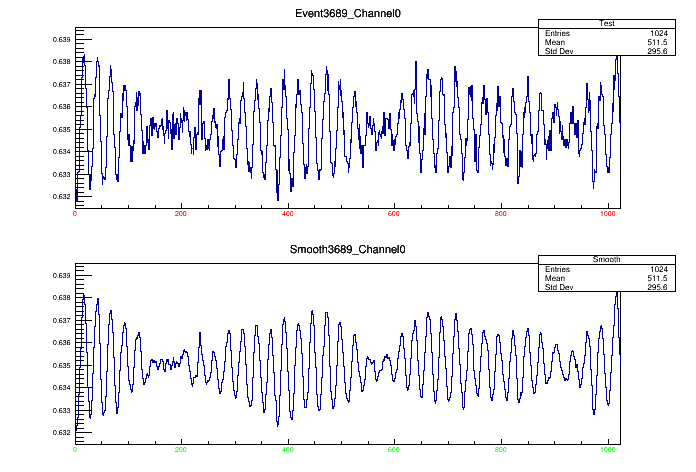 Event3689_Channel0
Test
Entries 1024
Mean 511.5
Std Dev 295.6
0.639
0.638
0.637
0.636
0.635
0.634
0.633
0.632
0 200 400 600 800 1000
Smooth3689_Channel0
Smooth
Entries 1024
Mean 511.5
Std Dev 295.6
0.639
0.638
0.637
0.636
0.635
0.634
0.633
0.632
0 200 400 600 800 1000